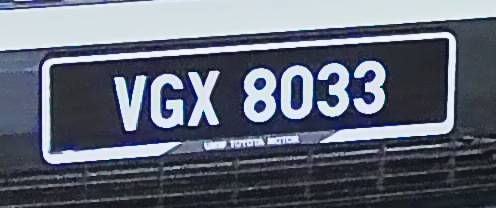 VGX 8033
UMW TOYOTA MOTOR